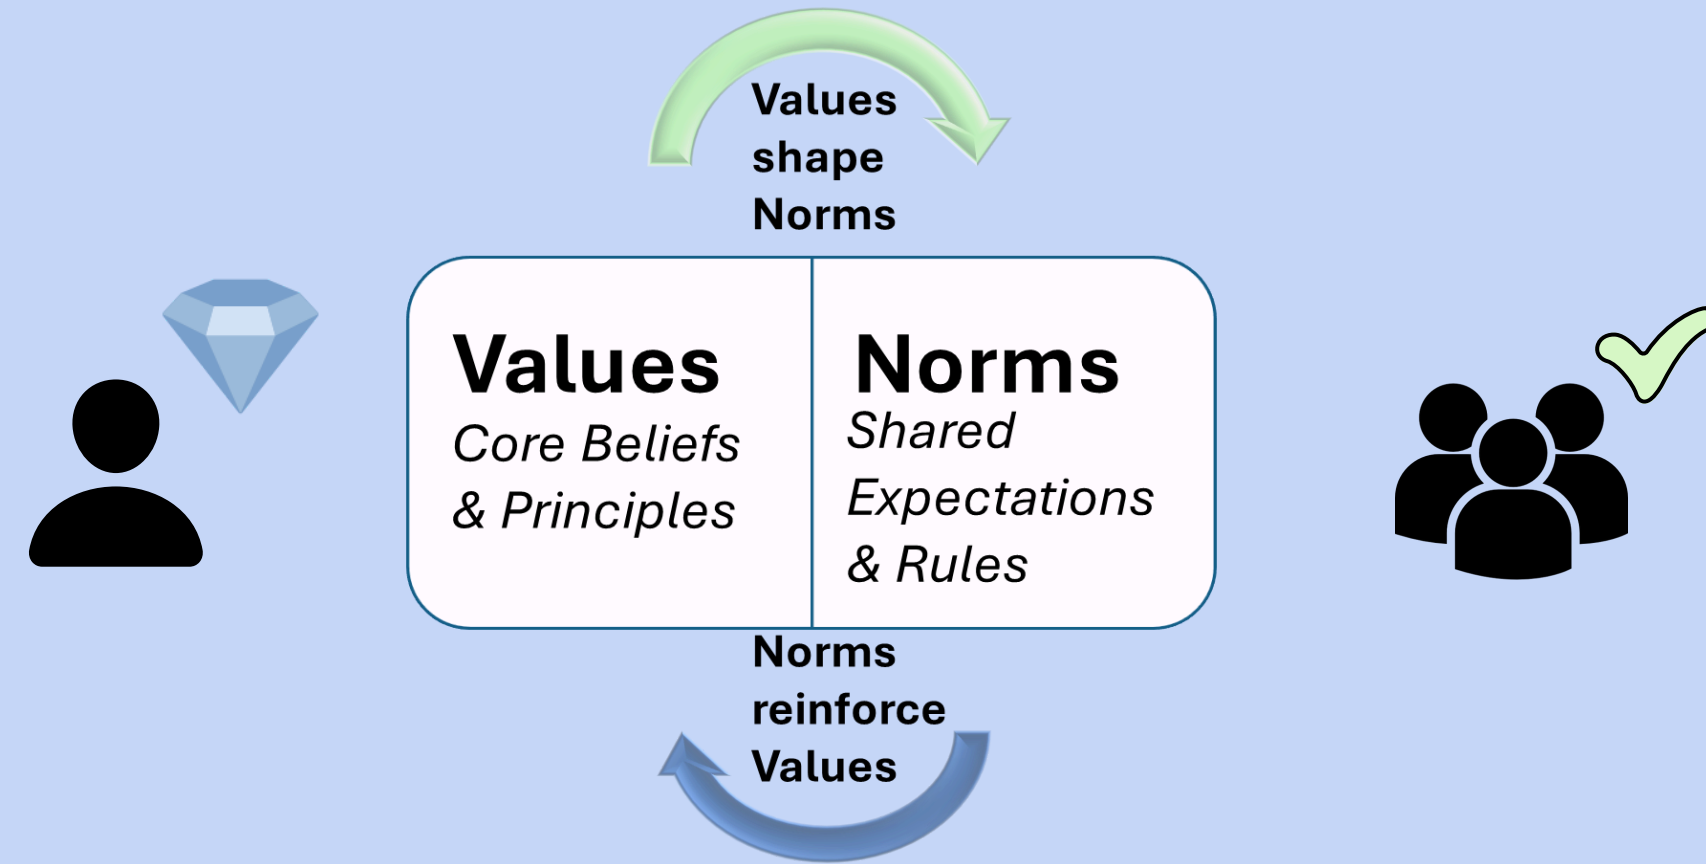 Values
shape
Norms
Values
Core Beliefs
& Principles
Norms
Shared
Expectations
& Rules
Norms
reinforce
Values